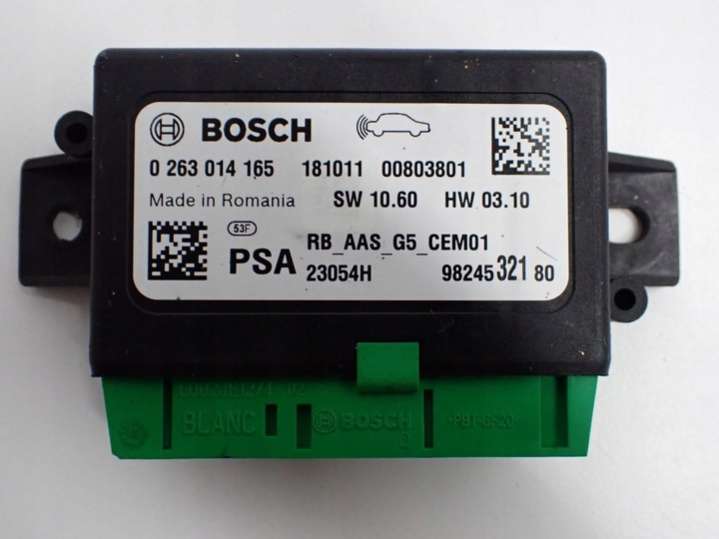 BOSCH
0 263 014 165 181011 00803801
Made in Romania SW 10.60 HW 03.10
53F
RB_AAS_G5_CEM01
PSA 23054H 98245 321 80
BLANC BOSCH